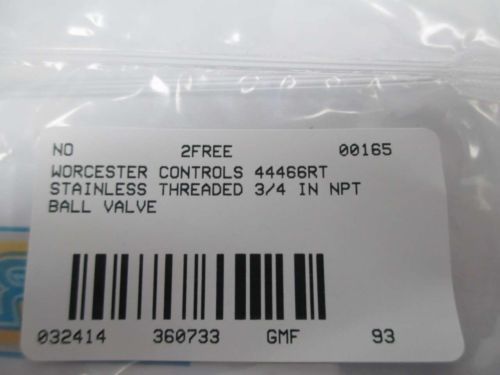 NO 2FREE 00165
WORCESTER CONTROLS 44466RT
STAINLESS THREADED 3/4 IN NPT
BALL VALVE
032414 360733 GMF 93